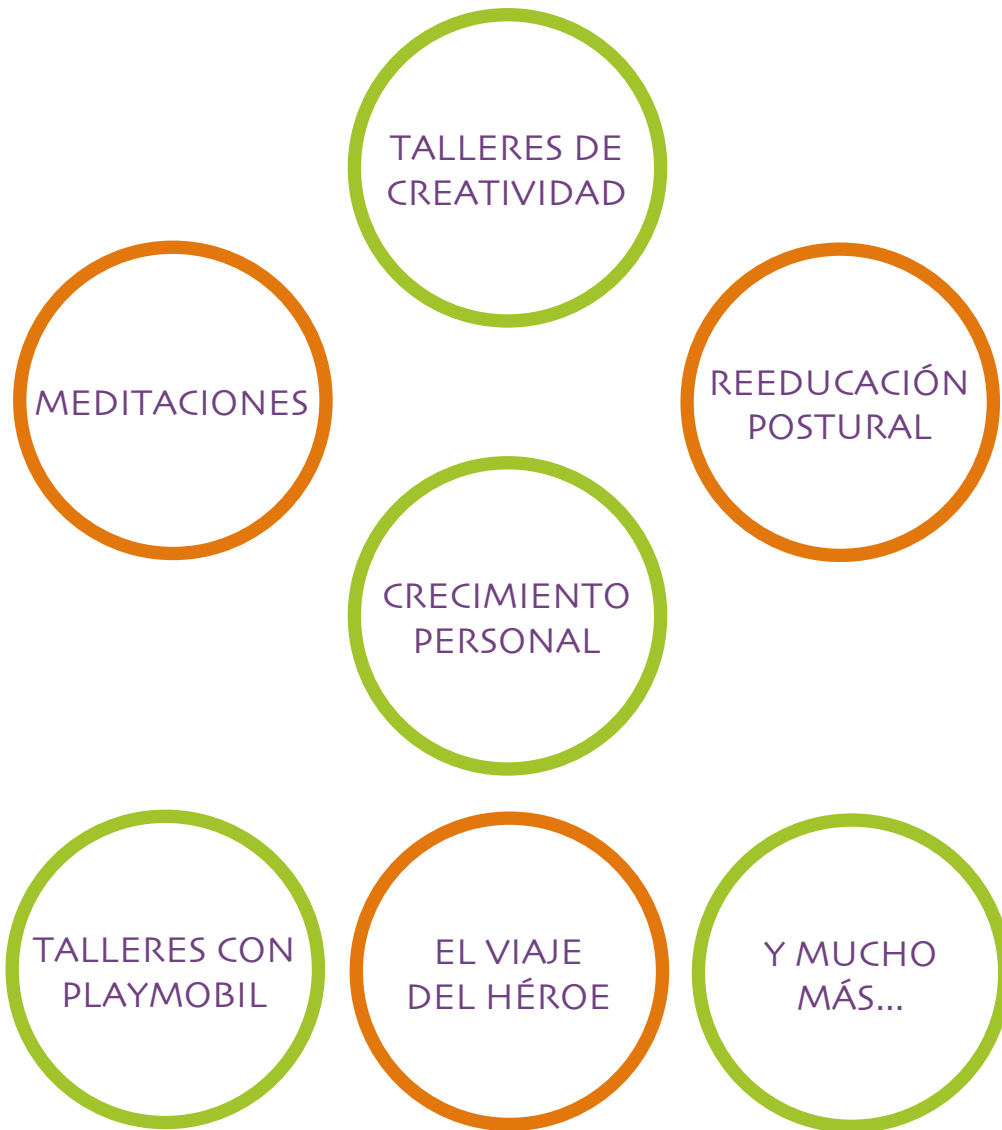 TALLERES DE
CREATIVIDAD
MEDITACIONES
REEDUCACIÓN
POSTURAL
CRECIMIENTO
PERSONAL
TALLERES CON
PLAYMOBIL
EL VIAJE
DEL HÉROE
Y MUCHO
MÁS...